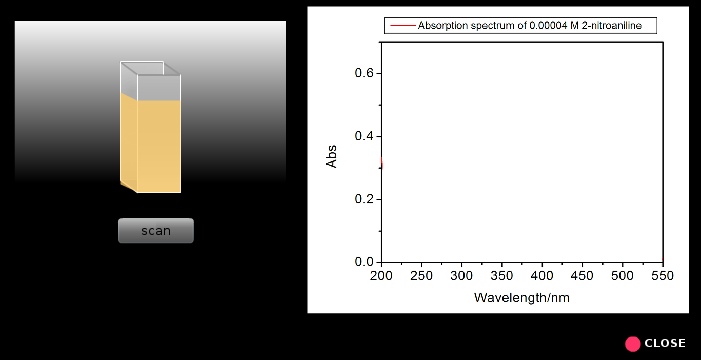 Absorption spectrum of 0.00004 M 2-nitroaniline
0.6
0.4
Abs
0.2
0.0
200 250 300 350 400 450 500 550
Wavelength/nm
scan
CLOSE